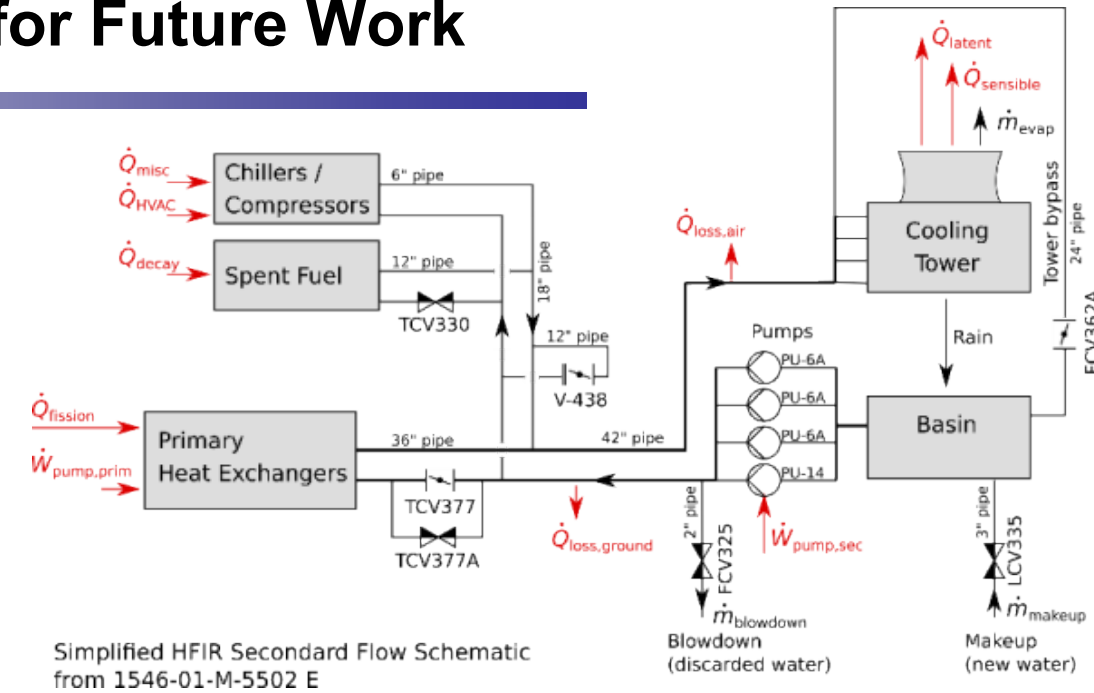 for Future Work
Q̇latent
Q̇sensible
ṁevap
Q̇misc
Q̇HVAC
Chillers /
Compressors
6" pipe
Q̇decay
Spent Fuel
12" pipe
TCV330
18" pipe
12" pipe
V-438
Q̇loss,air
Cooling
Tower
Tower bypass
24" pipe
FCV362A
Rain
Pumps
PU-6A
PU-6A
PU-6A
PU-14
Basin
Q̇fission
Ẇpump,prim
Primary
Heat Exchangers
36" pipe
42" pipe
TCV377
TCV377A
Q̇loss,ground
2" pipe
FCV325
Ẇpump,sec
3" pipe
LCV335
ṁblowdown
Blowdown
(discarded water)
ṁmakeup
Makeup
(new water)
Simplified HFIR Secondard Flow Schematic
from 1546-01-M-5502 E